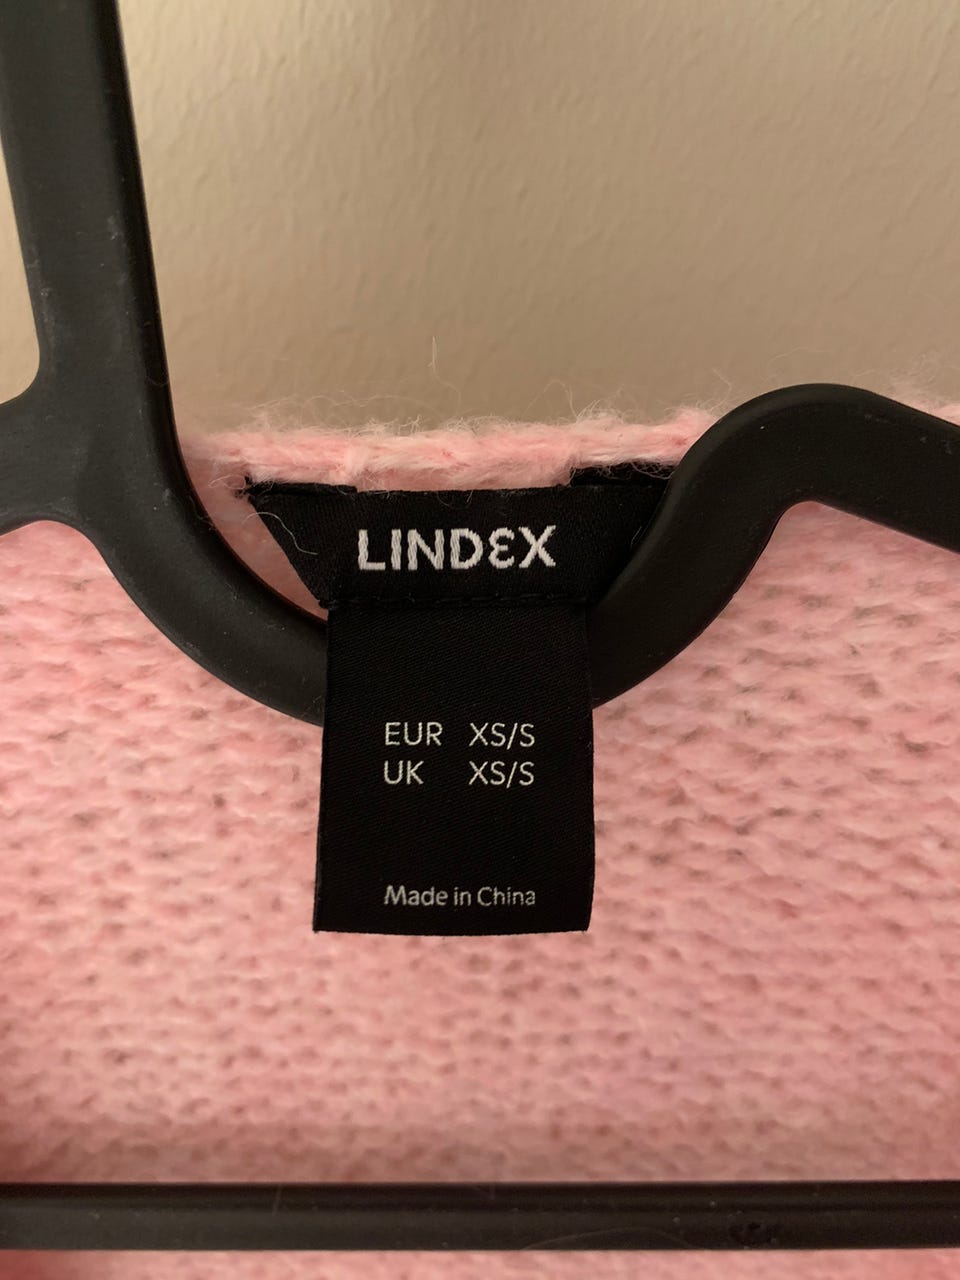 LINDEX
EUR XS/S
UK XS/S
Made in China